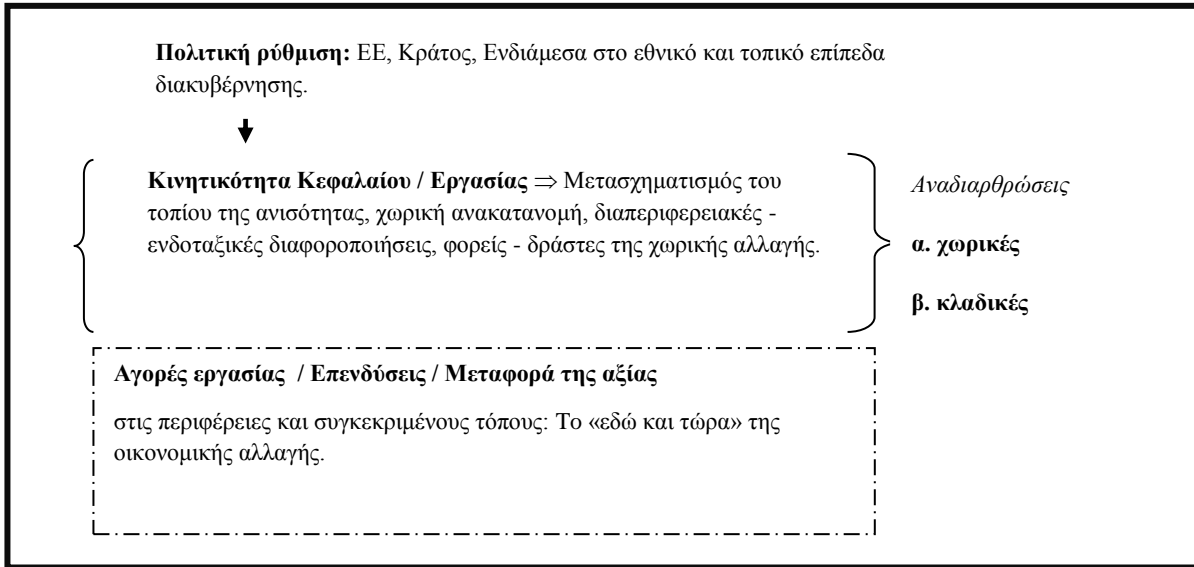 Πολιτική ρύθμιση: ΕΕ, Κράτος, Ενδιάμεσα στο εθνικό και τοπικό επίπεδα
διακυβέρνησης.
Κινητικότητα Κεφαλαίου / Εργασίας ⇒ Μετασχηματισμός του
τοπίου της ανισότητας, χωρική ανακατανομή, διαπεριφερειακές -
ενδοταξικές διαφοροποιήσεις, φορείς - δράστες της χωρικής αλλαγής.
Αναδιαρθρώσεις
α. χωρικές
β. κλαδικές
Αγορές εργασίας / Επενδύσεις / Μεταφορά της αξίας
στις περιφέρειες και συγκεκριμένους τόπους: Το «εδώ και τώρα» της
οικονομικής αλλαγής.